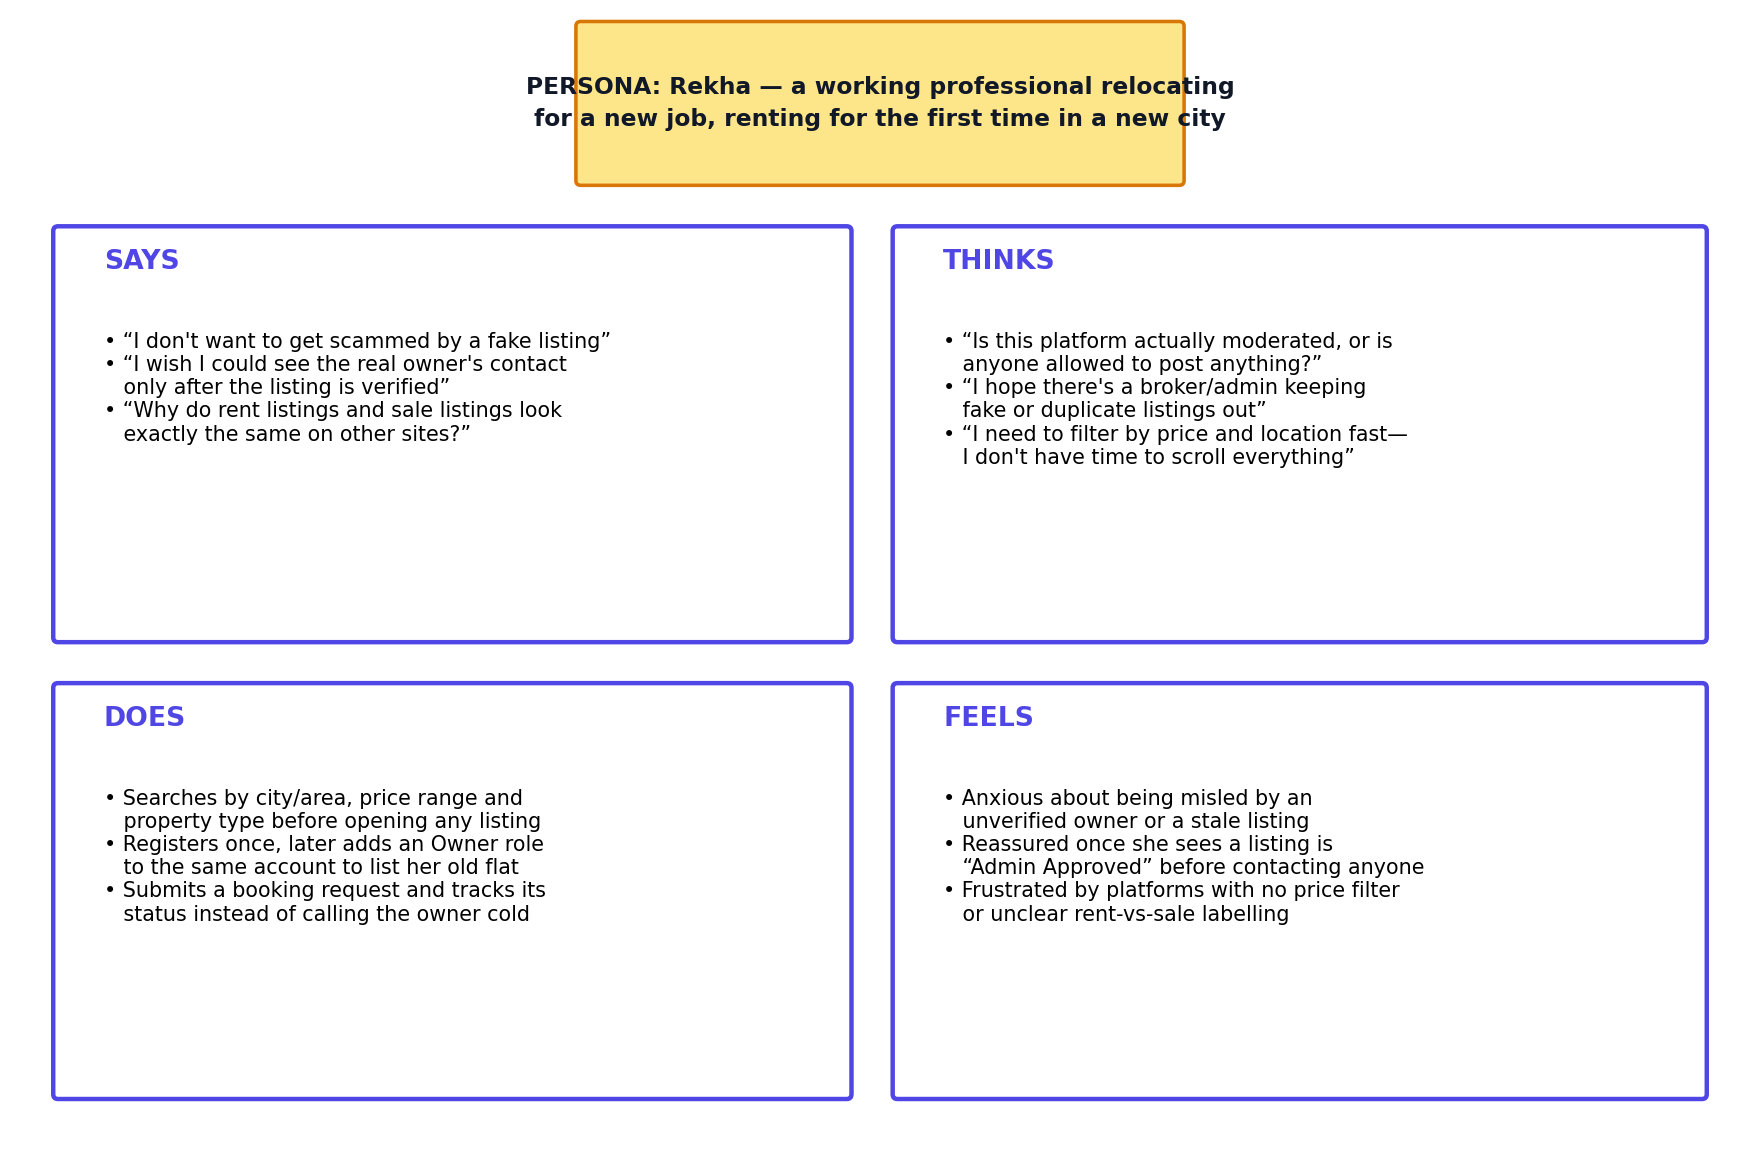 PERSONA: Rekha — a working professional relocating
for a new job, renting for the first time in a new city
SAYS
• “I don't want to get scammed by a fake listing”
• “I wish I could see the real owner's contact
only after the listing is verified”
• “Why do rent listings and sale listings look
exactly the same on other sites?”
THINKS
• “Is this platform actually moderated, or is
anyone allowed to post anything?”
• “I hope there's a broker/admin keeping
fake or duplicate listings out”
• “I need to filter by price and location fast—
I don't have time to scroll everything”
DOES
• Searches by city/area, price range and
property type before opening any listing
• Registers once, later adds an Owner role
to the same account to list her old flat
• Submits a booking request and tracks its
status instead of calling the owner cold
FEELS
• Anxious about being misled by an
unverified owner or a stale listing
• Reassured once she sees a listing is
“Admin Approved” before contacting anyone
• Frustrated by platforms with no price filter
or unclear rent-vs-sale labelling